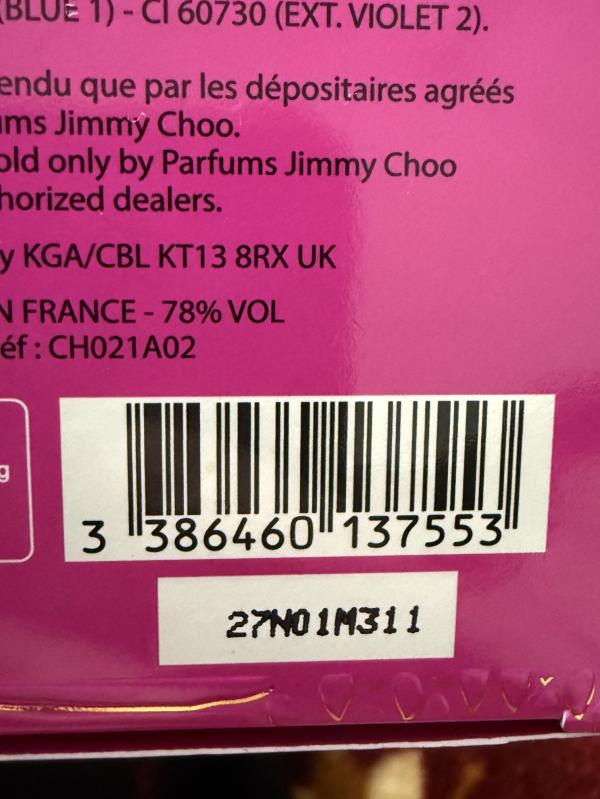 (BLUE 1) - CI 60730 (EXT. VIOLET 2).
endu que par les dépositaires agréés
ums Jimmy Choo.
old only by Parfums Jimmy Choo
horized dealers.
y KGA/CBL KT13 8RX UK
N FRANCE - 78% VOL
éf : CH021A02
g
3 386460 137553
27N01M311